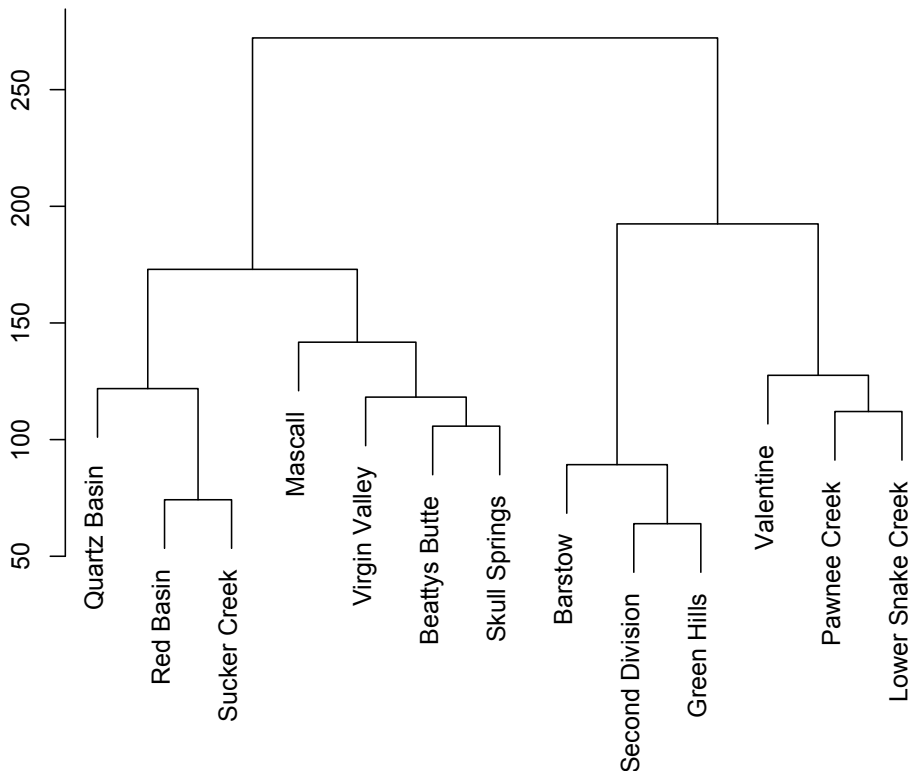 250
200
150
100
50
Quartz Basin
Red Basin
Sucker Creek
Mascall
Virgin Valley
Beattys Butte
Skull Springs
Barstow
Second Division
Green Hills
Valentine
Pawnee Creek
Lower Snake Creek